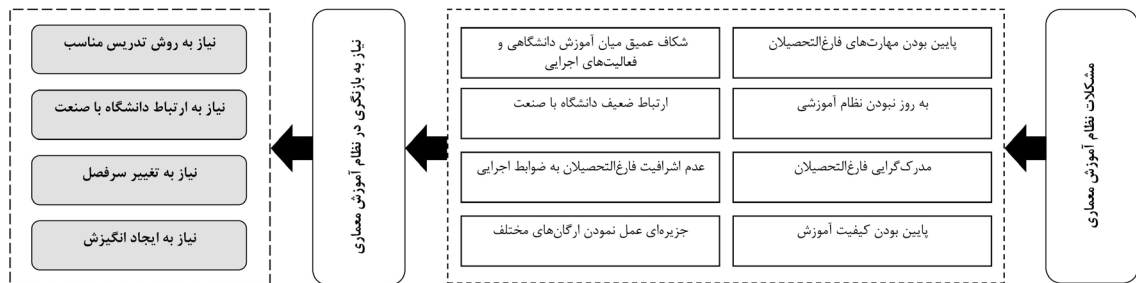 مشکلات نظام آموزش معماری
پایین بودن مهارت‌های فارغ‌التحصیلان
به روز نبودن نظام آموزشی
مدرک‌گرایی فارغ‌التحصیلان
پایین بودن کیفیت آموزش
شکاف عمیق میان آموزش دانشگاهی و
فعالیت‌های اجرایی
ارتباط ضعیف دانشگاه با صنعت
عدم اشرافیت فارغ‌التحصیلان به ضوابط اجرایی
جزیره‌ای عمل نمودن ارگان‌های مختلف
نیاز به بازنگری در نظام آموزش معماری
نیاز به روش تدریس مناسب
نیاز به ارتباط دانشگاه با صنعت
نیاز به تغییر سرفصل
نیاز به ایجاد انگیزش